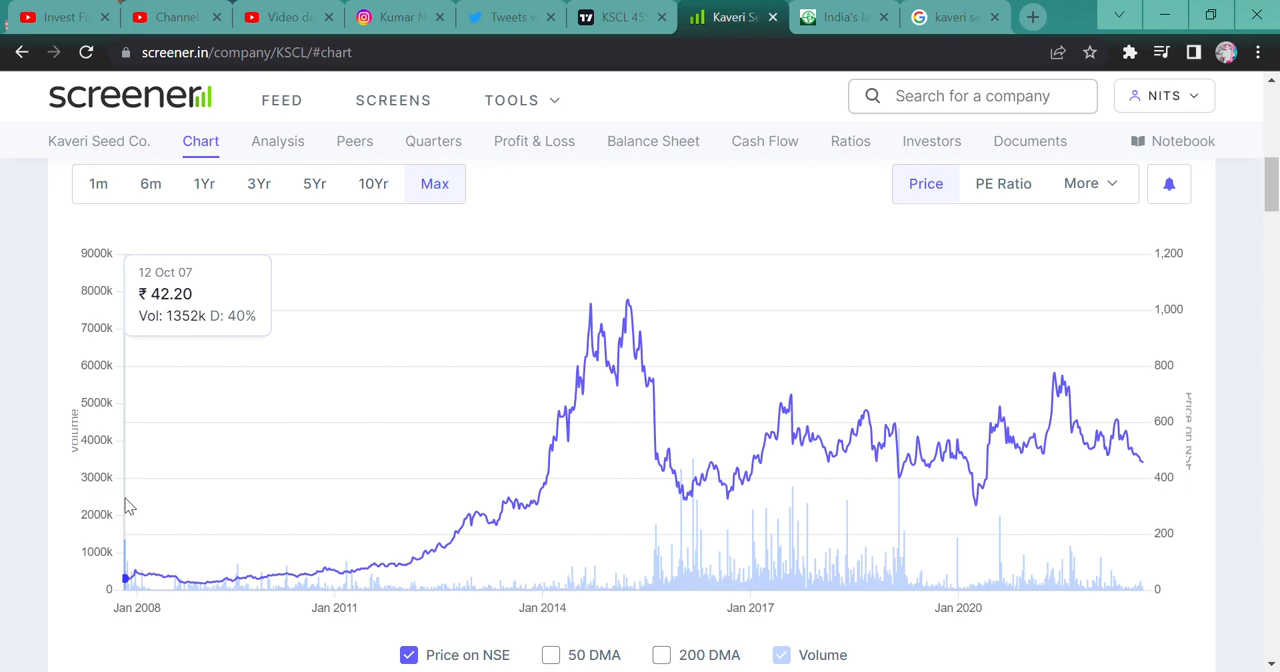 Invest Fo
Channel
Video de
Kumar N
Tweets w
KSCL 45
Kaveri Se
India's la
kaveri se
screener.in/company/KSCL/#chart
screener
FEED
SCREENS
TOOLS
Search for a company
NITS
Kaveri Seed Co.
Chart
Analysis
Peers
Quarters
Profit & Loss
Balance Sheet
Cash Flow
Ratios
Investors
Documents
Notebook
1m 6m 1Yr 3Yr 5Yr 10Yr Max
Price PE Ratio More
9000k
8000k
7000k
6000k
5000k
4000k
3000k
2000k
1000k
0
Volume
12 Oct 07
₹ 42.20
Vol: 1352k D: 40%
1,200
1,000
800
600
400
200
0
Price on NSE
Jan 2008 Jan 2011 Jan 2014 Jan 2017 Jan 2020
Price on NSE 50 DMA 200 DMA Volume